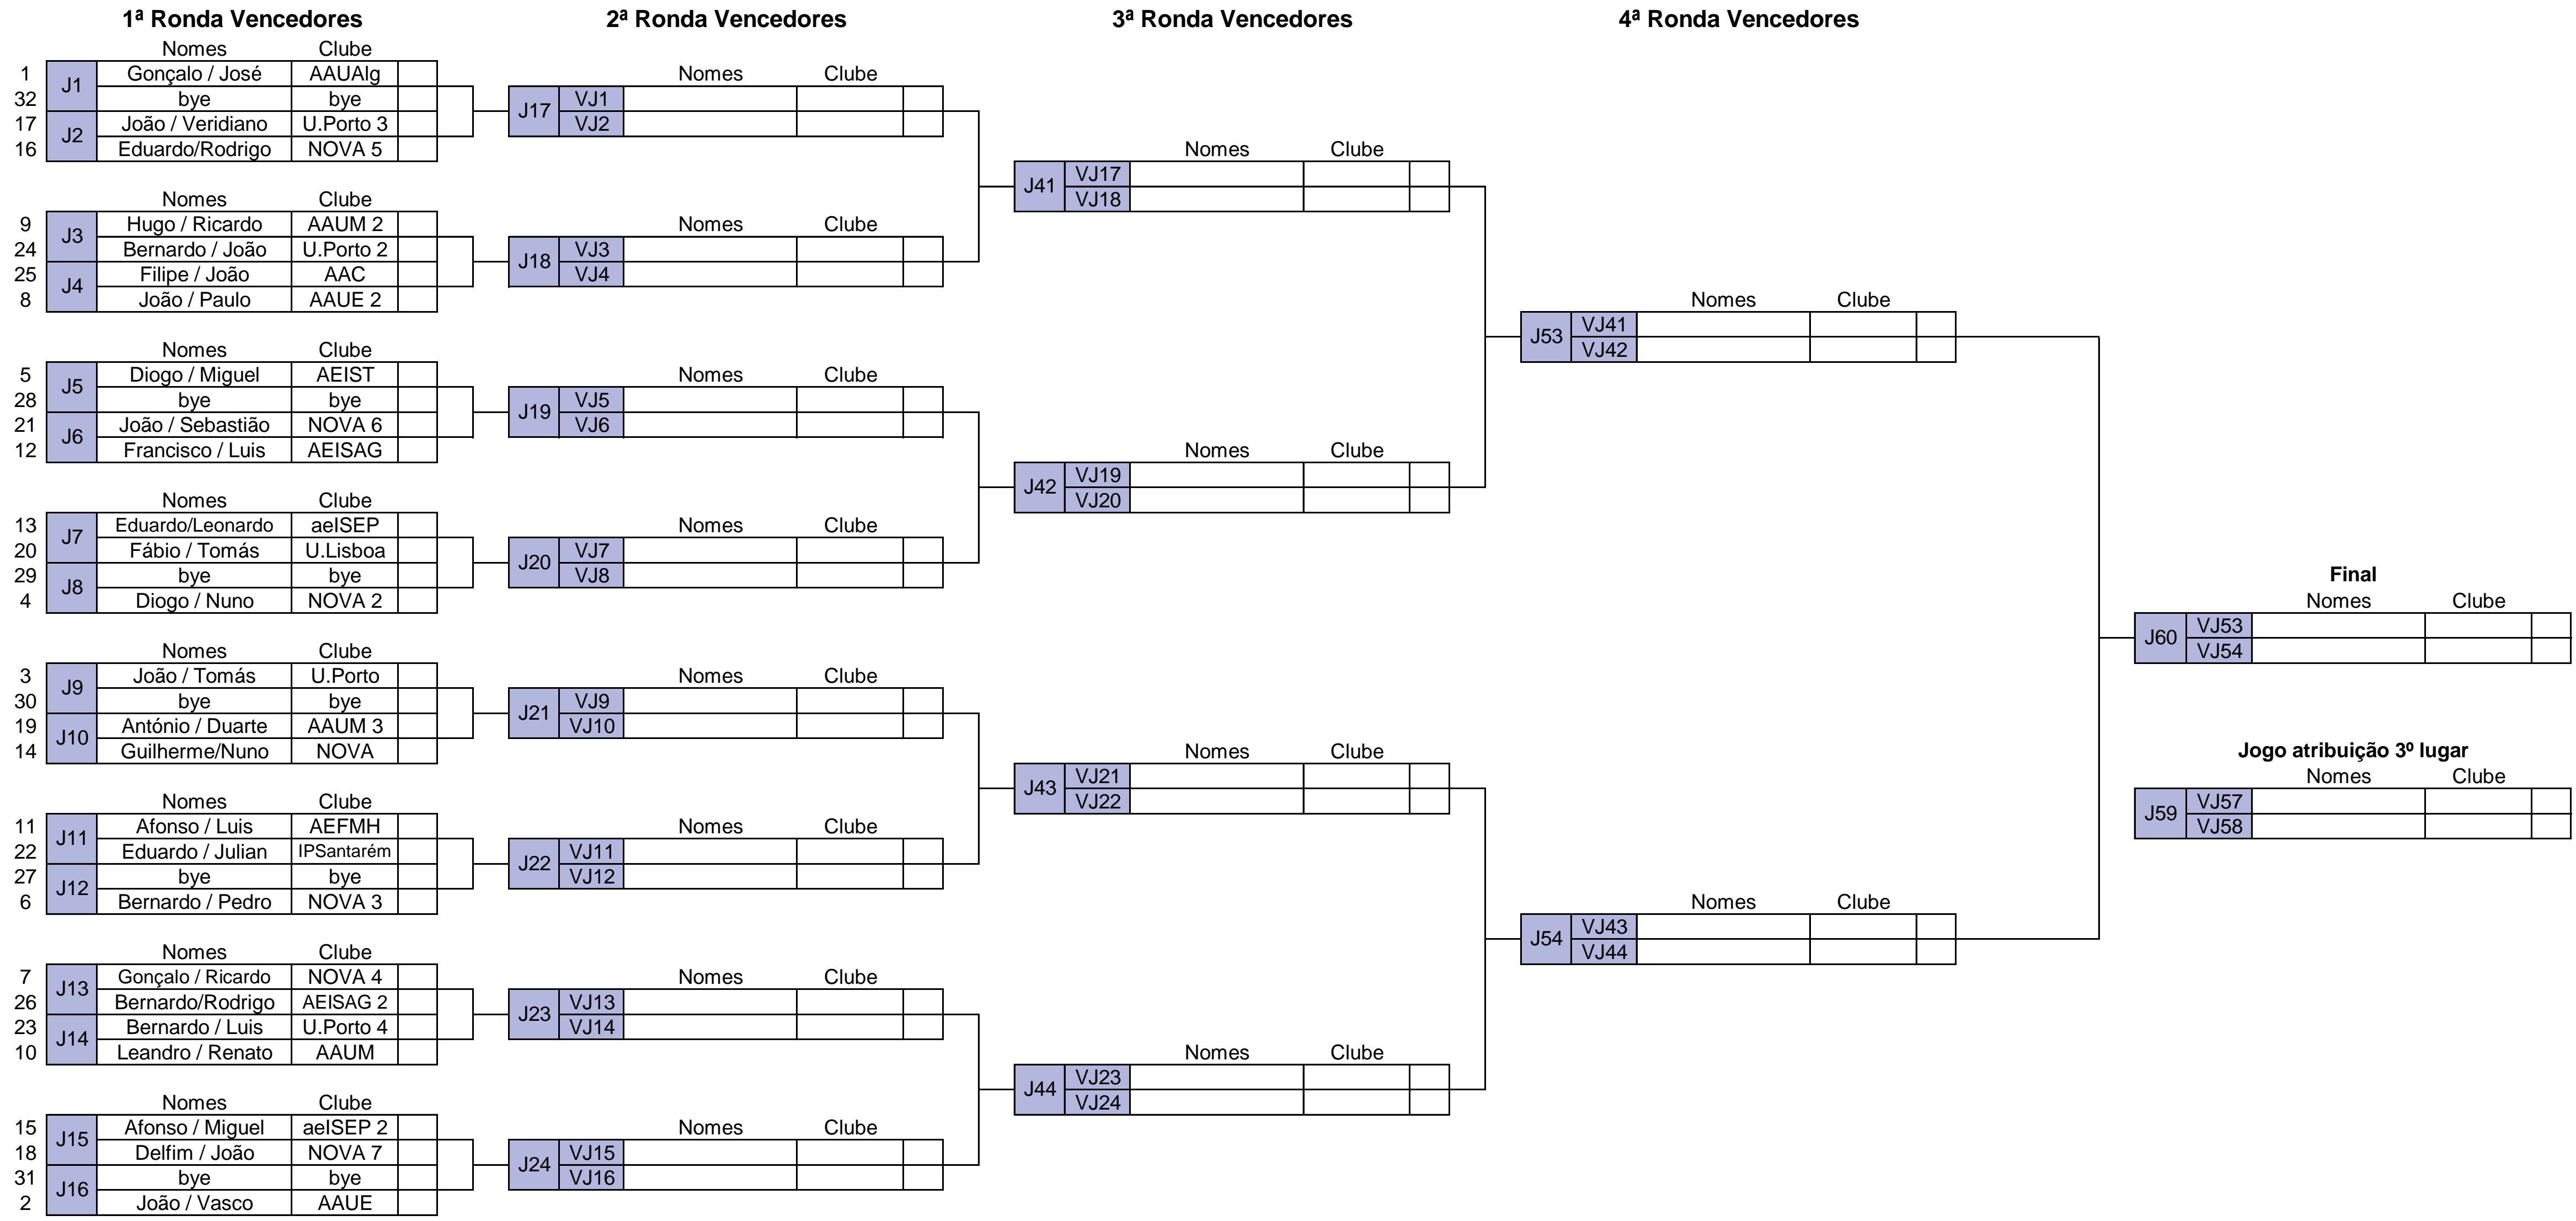 1ª Ronda Vencedores
Nomes Clube
1 J1 Gonçalo / José AAUAlg
32 bye bye
17 J2 João / Veridiano U.Porto 3
16 Eduardo/Rodrigo NOVA 5
Nomes Clube
9 J3 Hugo / Ricardo AAUM 2
24 Bernardo / João U.Porto 2
25 J4 Filipe / João AAC
8 João / Paulo AAUE 2
Nomes Clube
5 J5 Diogo / Miguel AEIST
28 bye bye
21 J6 João / Sebastião NOVA 6
12 Francisco / Luis AEISAG
Nomes Clube
13 J7 Eduardo/Leonardo aeISEP
20 Fábio / Tomás U.Lisboa
29 J8 bye bye
4 Diogo / Nuno NOVA 2
Nomes Clube
3 J9 João / Tomás U.Porto
30 bye bye
19 J10 António / Duarte AAUM 3
14 Guilherme/Nuno NOVA
Nomes Clube
11 J11 Afonso / Luis AEFMH
22 Eduardo / Julian IPSantarém
27 J12 bye bye
6 Bernardo / Pedro NOVA 3
Nomes Clube
7 J13 Gonçalo / Ricardo NOVA 4
26 Bernardo/Rodrigo AEISAG 2
23 J14 Bernardo / Luis U.Porto 4
10 Leandro / Renato AAUM
Nomes Clube
15 J15 Afonso / Miguel aeISEP 2
18 Delfim / João NOVA 7
31 J16 bye bye
2 João / Vasco AAUE
2ª Ronda Vencedores
Nomes Clube
J17 VJ1
VJ2
Nomes Clube
J18 VJ3
VJ4
Nomes Clube
J19 VJ5
VJ6
Nomes Clube
J20 VJ7
VJ8
Nomes Clube
J21 VJ9
VJ10
Nomes Clube
J22 VJ11
VJ12
Nomes Clube
J23 VJ13
VJ14
Nomes Clube
J24 VJ15
VJ16
3ª Ronda Vencedores
Nomes Clube
J41 VJ17
VJ18
Nomes Clube
J42 VJ19
VJ20
Nomes Clube
J43 VJ21
VJ22
Nomes Clube
J44 VJ23
VJ24
4ª Ronda Vencedores
Nomes Clube
J53 VJ41
VJ42
Nomes Clube
J54 VJ43
VJ44
Final
Nomes Clube
J60 VJ53
VJ54
Jogo atribuição 3º lugar
Nomes Clube
J59 VJ57
VJ58